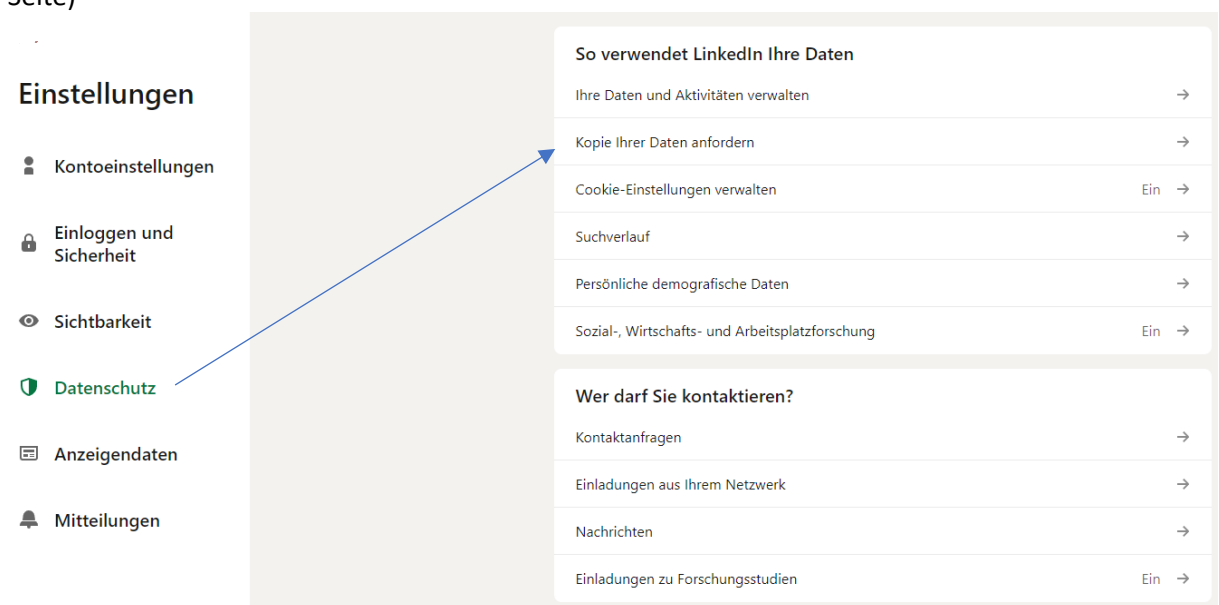 Seite)
Einstellungen
Kontoeinstellungen
Einloggen und
Sicherheit
Sichtbarkeit
Datenschutz
Anzeigendaten
Mitteilungen
So verwendet LinkedIn Ihre Daten
Ihre Daten und Aktivitäten verwalten
Kopie Ihrer Daten anfordern
Cookie-Einstellungen verwalten Ein
Suchverlauf
Persönliche demografische Daten
Sozial-, Wirtschafts- und Arbeitsplatzforschung Ein
Wer darf Sie kontaktieren?
Kontaktanfragen
Einladungen aus Ihrem Netzwerk
Nachrichten
Einladungen zu Forschungsstudien Ein